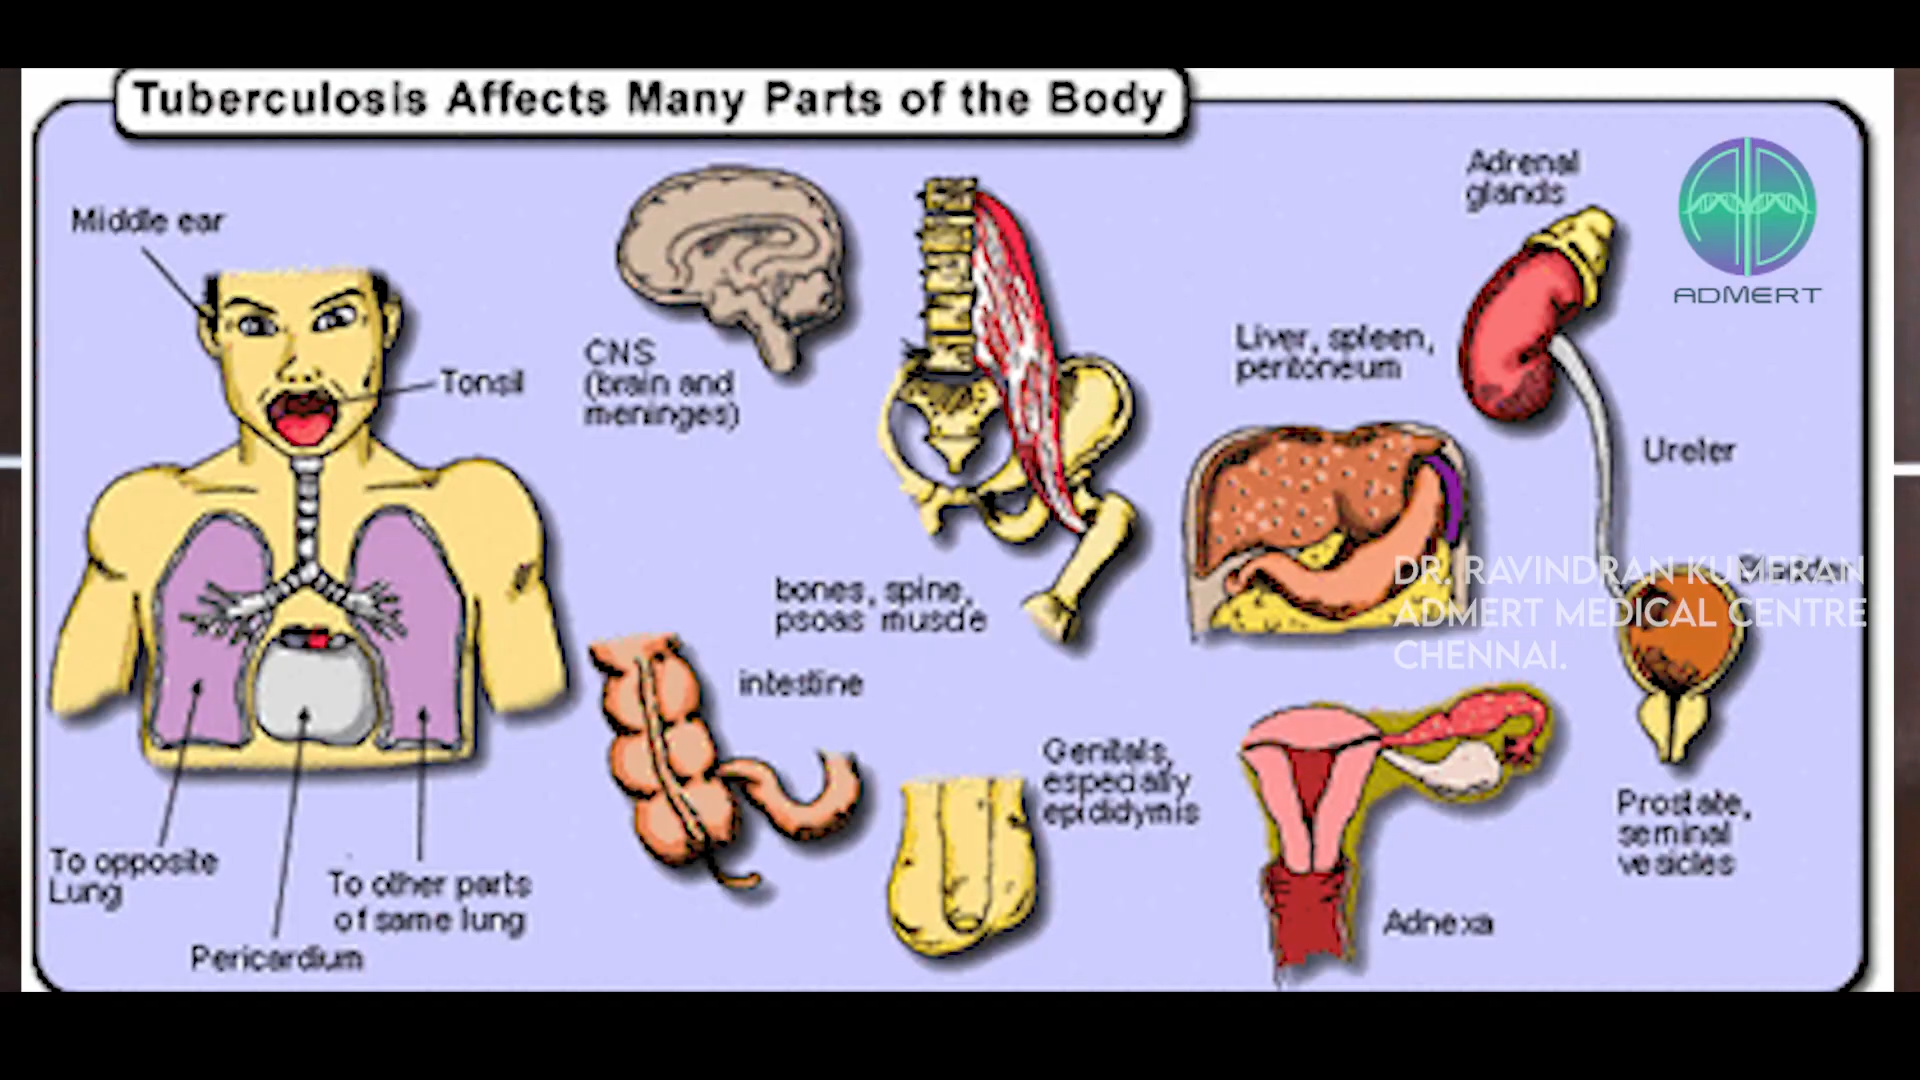 Tuberculosis Affects Many Parts of the Body
Middle ear
Tonsil
To opposite
Lung
Pericardium
To other parts
of same lung
CNS
(brain and
meninges)
bones, spine,
psoas muscle
intestine
Genitals,
especially
epididymis
Liver, spleen,
peritoneum
Adrenal
glands
ADMERT
Ureler
DR. RAVINDRAN KUMERAN
ADMERT MEDICAL CENTRE
CHENNAI.
Prostate,
seminal
vesicles
Adnexa